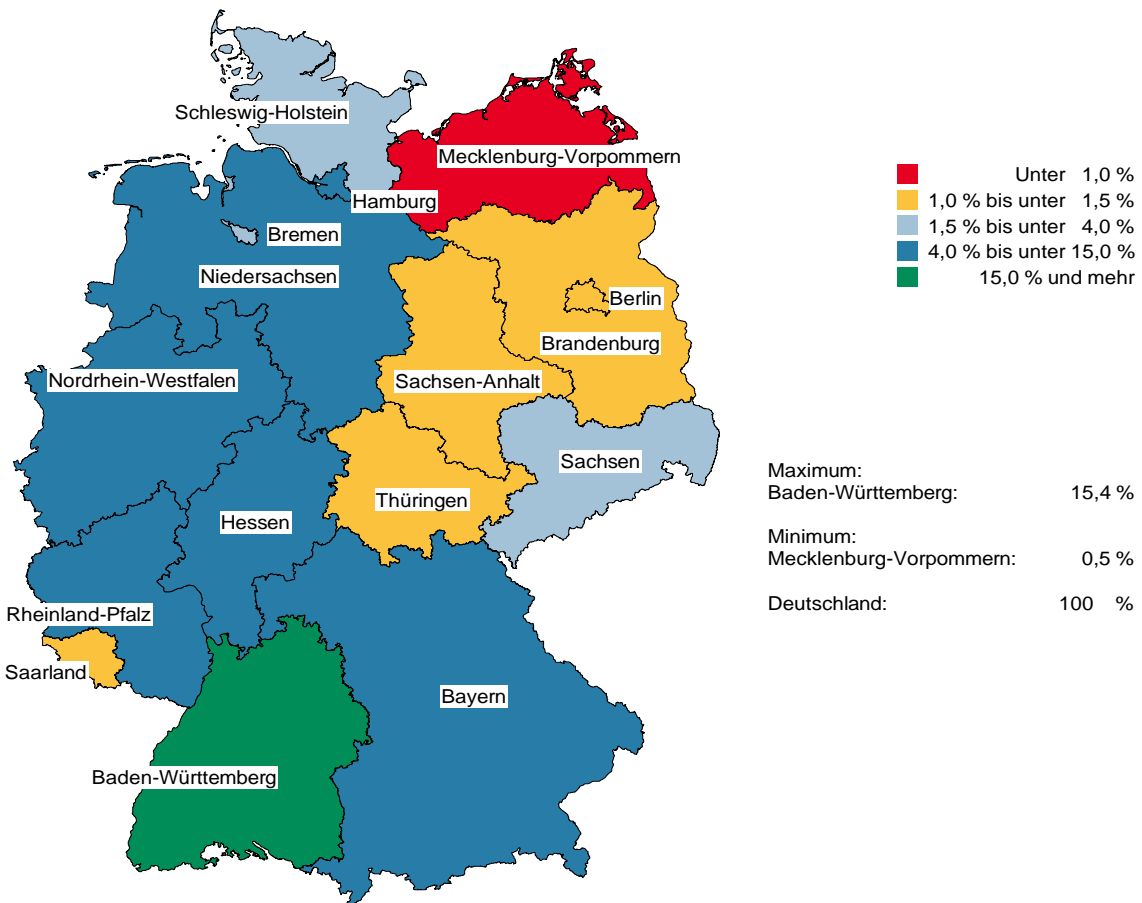 Schleswig-Holstein
Mecklenburg-Vorpommern
Hamburg
Bremen
Niedersachsen
Berlin
Brandenburg
Nordrhein-Westfalen
Sachsen-Anhalt
Sachsen
Thüringen
Hessen
Rheinland-Pfalz
Saarland
Bayern
Baden-Württemberg
Unter 1,0 %
1,0 % bis unter 1,5 %
1,5 % bis unter 4,0 %
4,0 % bis unter 15,0 %
15,0 % und mehr
Maximum:
Baden-Württemberg: 15,4 %
Minimum:
Mecklenburg-Vorpommern: 0,5 %
Deutschland: 100 %